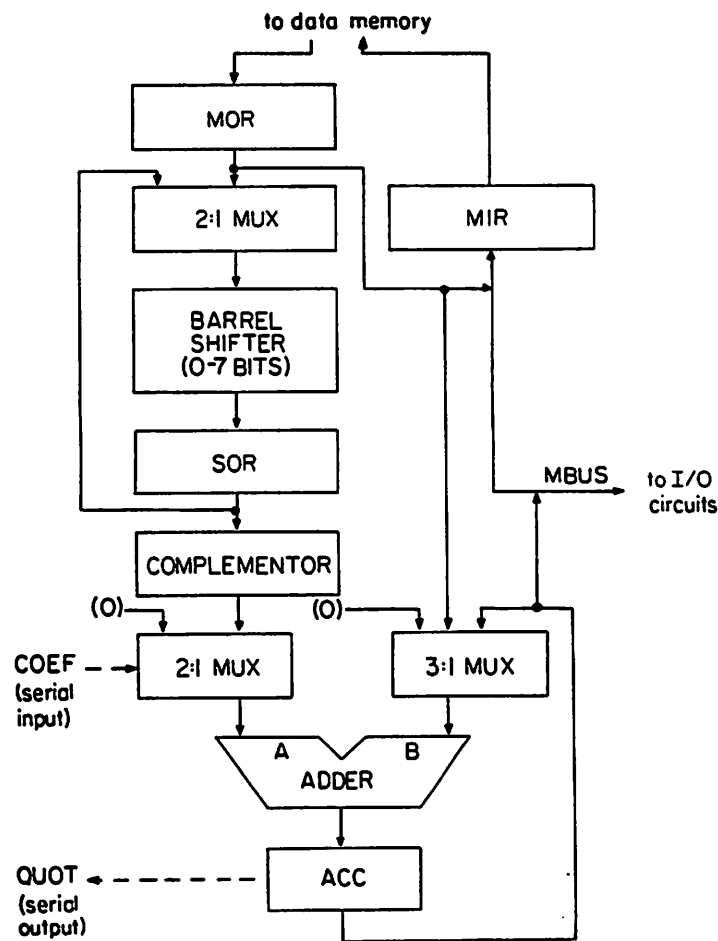 to data memory
MOR
2:1 MUX
MIR
BARREL
SHIFTER
(0-7 BITS)
SOR
MBUS
to I/O
circuits
COMPLEMENTOR
(0)
(0)
COEF
(serial
input)
2:1 MUX
3:1 MUX
A
B
ADDER
QUOT
(serial
output)
ACC